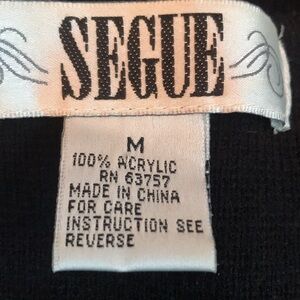 SEGUE
M
100% ACRYLIC
RN 63757
MADE IN CHINA
FOR CARE
INSTRUCTION SEE
REVERSE